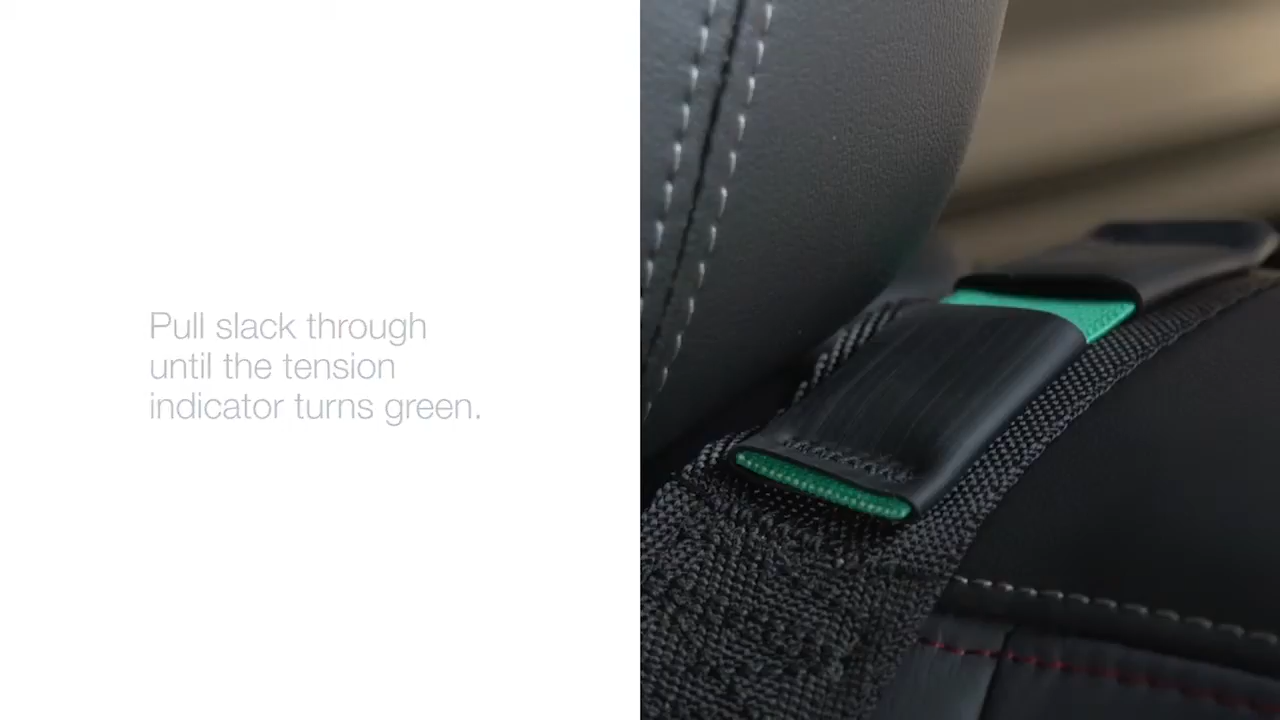 Pull slack through
until the tension
indicator turns green.